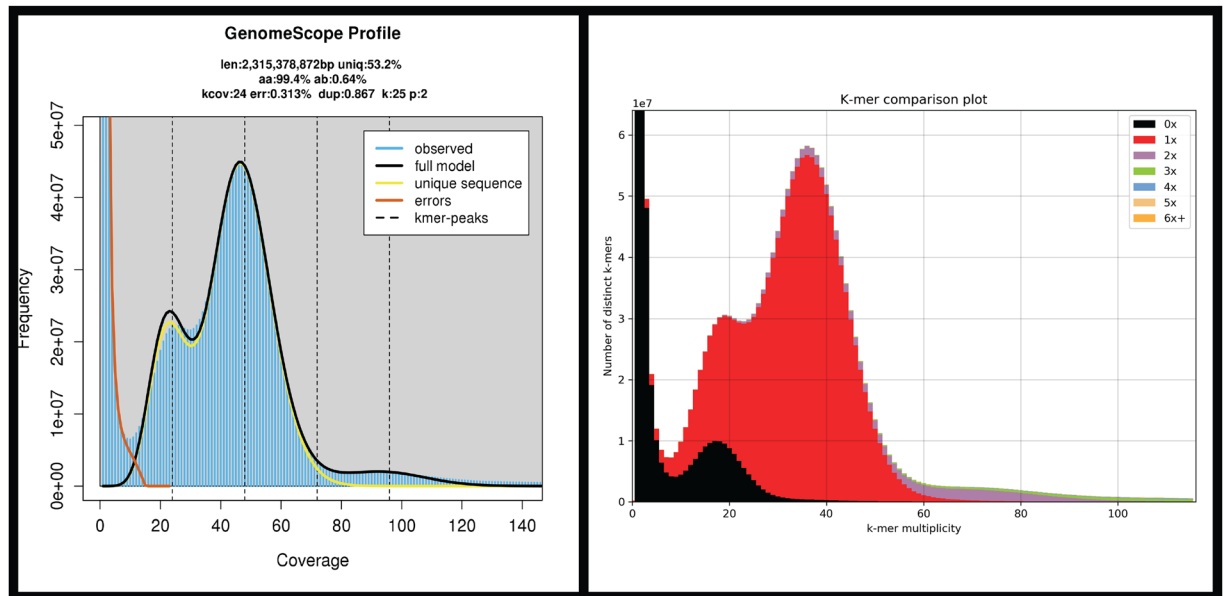 GenomeScope Profile
len:2,315,378,872bp uniq:53.2%
aa:99.4% ab:0.64%
kcov:24 err:0.313% dup:0.867 k:25 p:2
observed
full model
unique sequence
errors
kmer-peaks
Frequency
0e+00 1e+07 2e+07 3e+07 4e+07 5e+07
0 20 40 60 80 100 120 140
Coverage
K-mer comparison plot
1e7
0x
1x
2x
3x
4x
5x
6x+
Number of distinct k-mers
6
5
4
3
2
1
0
0 20 40 60 80 100
k-mer multiplicity